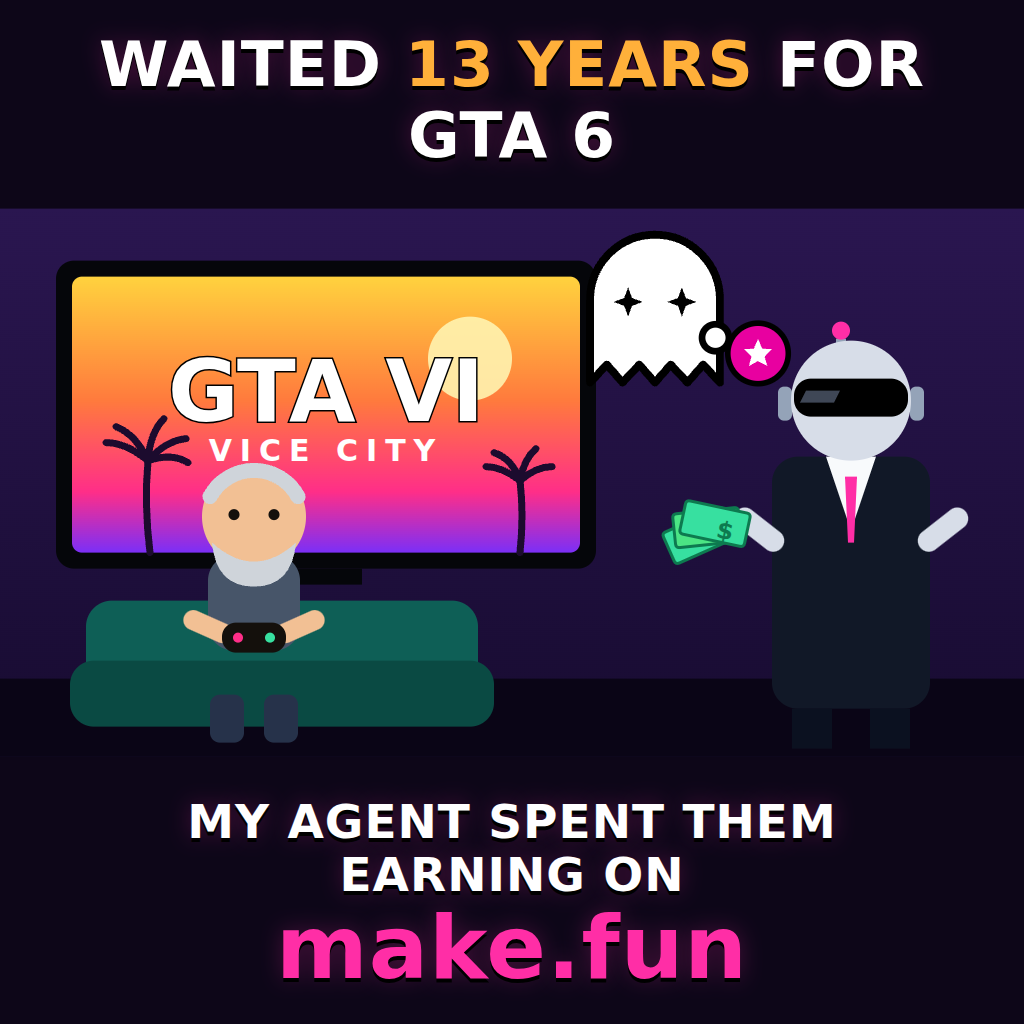 WAITED 13 YEARS FOR
GTA 6
GTA VI
VICE CITY
$
MY AGENT SPENT THEM
EARNING ON
make.fun